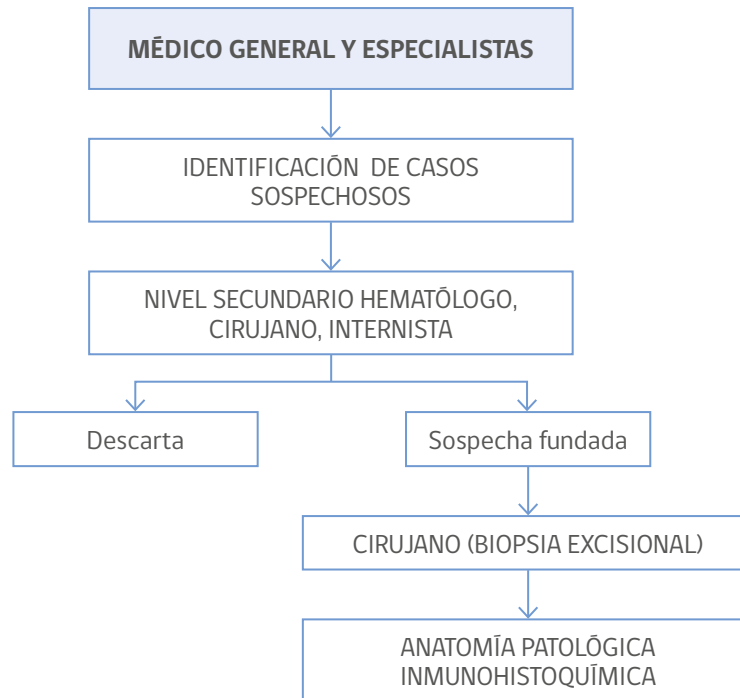 MÉDICO GENERAL Y ESPECIALISTAS
IDENTIFICACIÓN DE CASOS
SOSPECHOSOS
NIVEL SECUNDARIO HEMATÓLOGO,
CIRUJANO, INTERNISTA
Descarta
Sospecha fundada
CIRUJANO (BIOPSIA EXCISIONAL)
ANATOMÍA PATOLÓGICA
INMUNOHISTOQUÍMICA